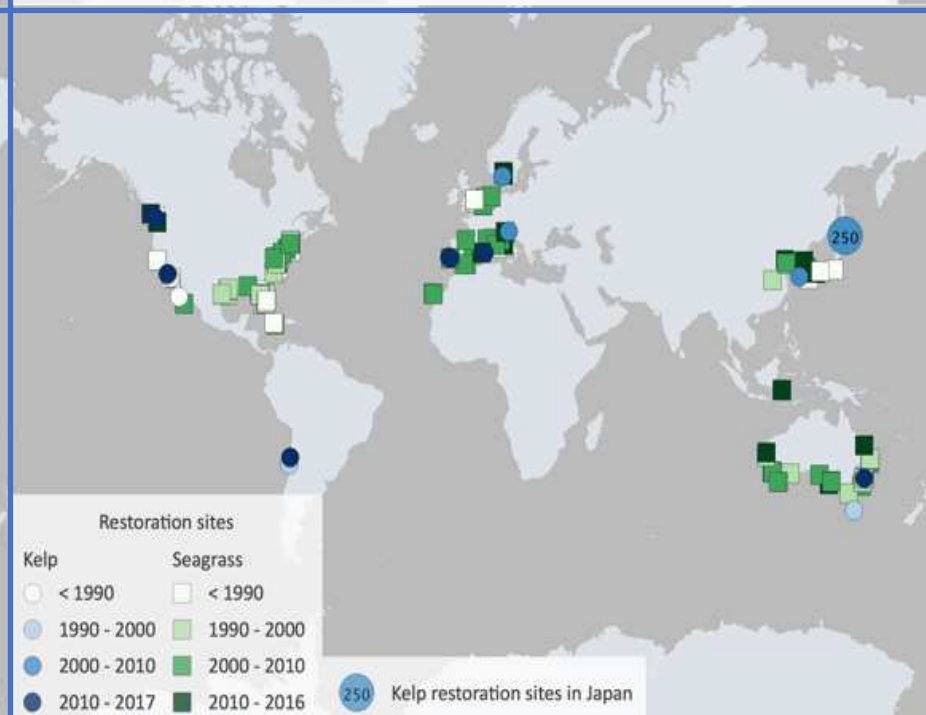 250
Restoration sites
Kelp Seagrass
< 1990 < 1990
1990 - 2000 1990 - 2000
2000 - 2010 2000 - 2010
2010 - 2017 2010 - 2016
250 Kelp restoration sites in Japan